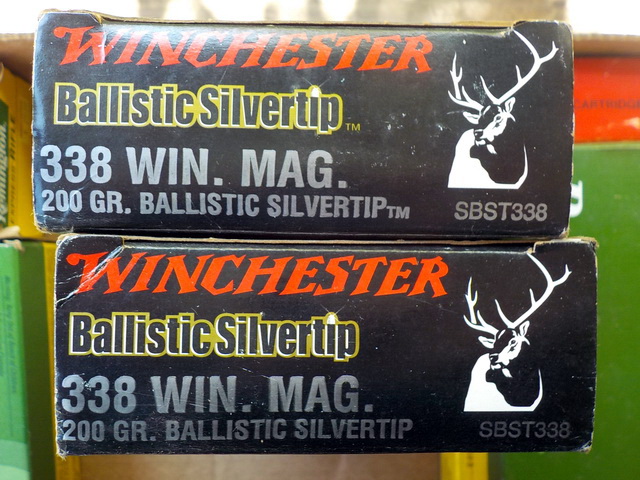 WINCHESTER
Ballistic Silvertip™
338 WIN. MAG.
200 GR. BALLISTIC SILVERTIP™
SBST338
WINCHESTER
Ballistic Silvertip
338 WIN. MAG.
200 GR. BALLISTIC SILVERTIP
SBST338
Remington